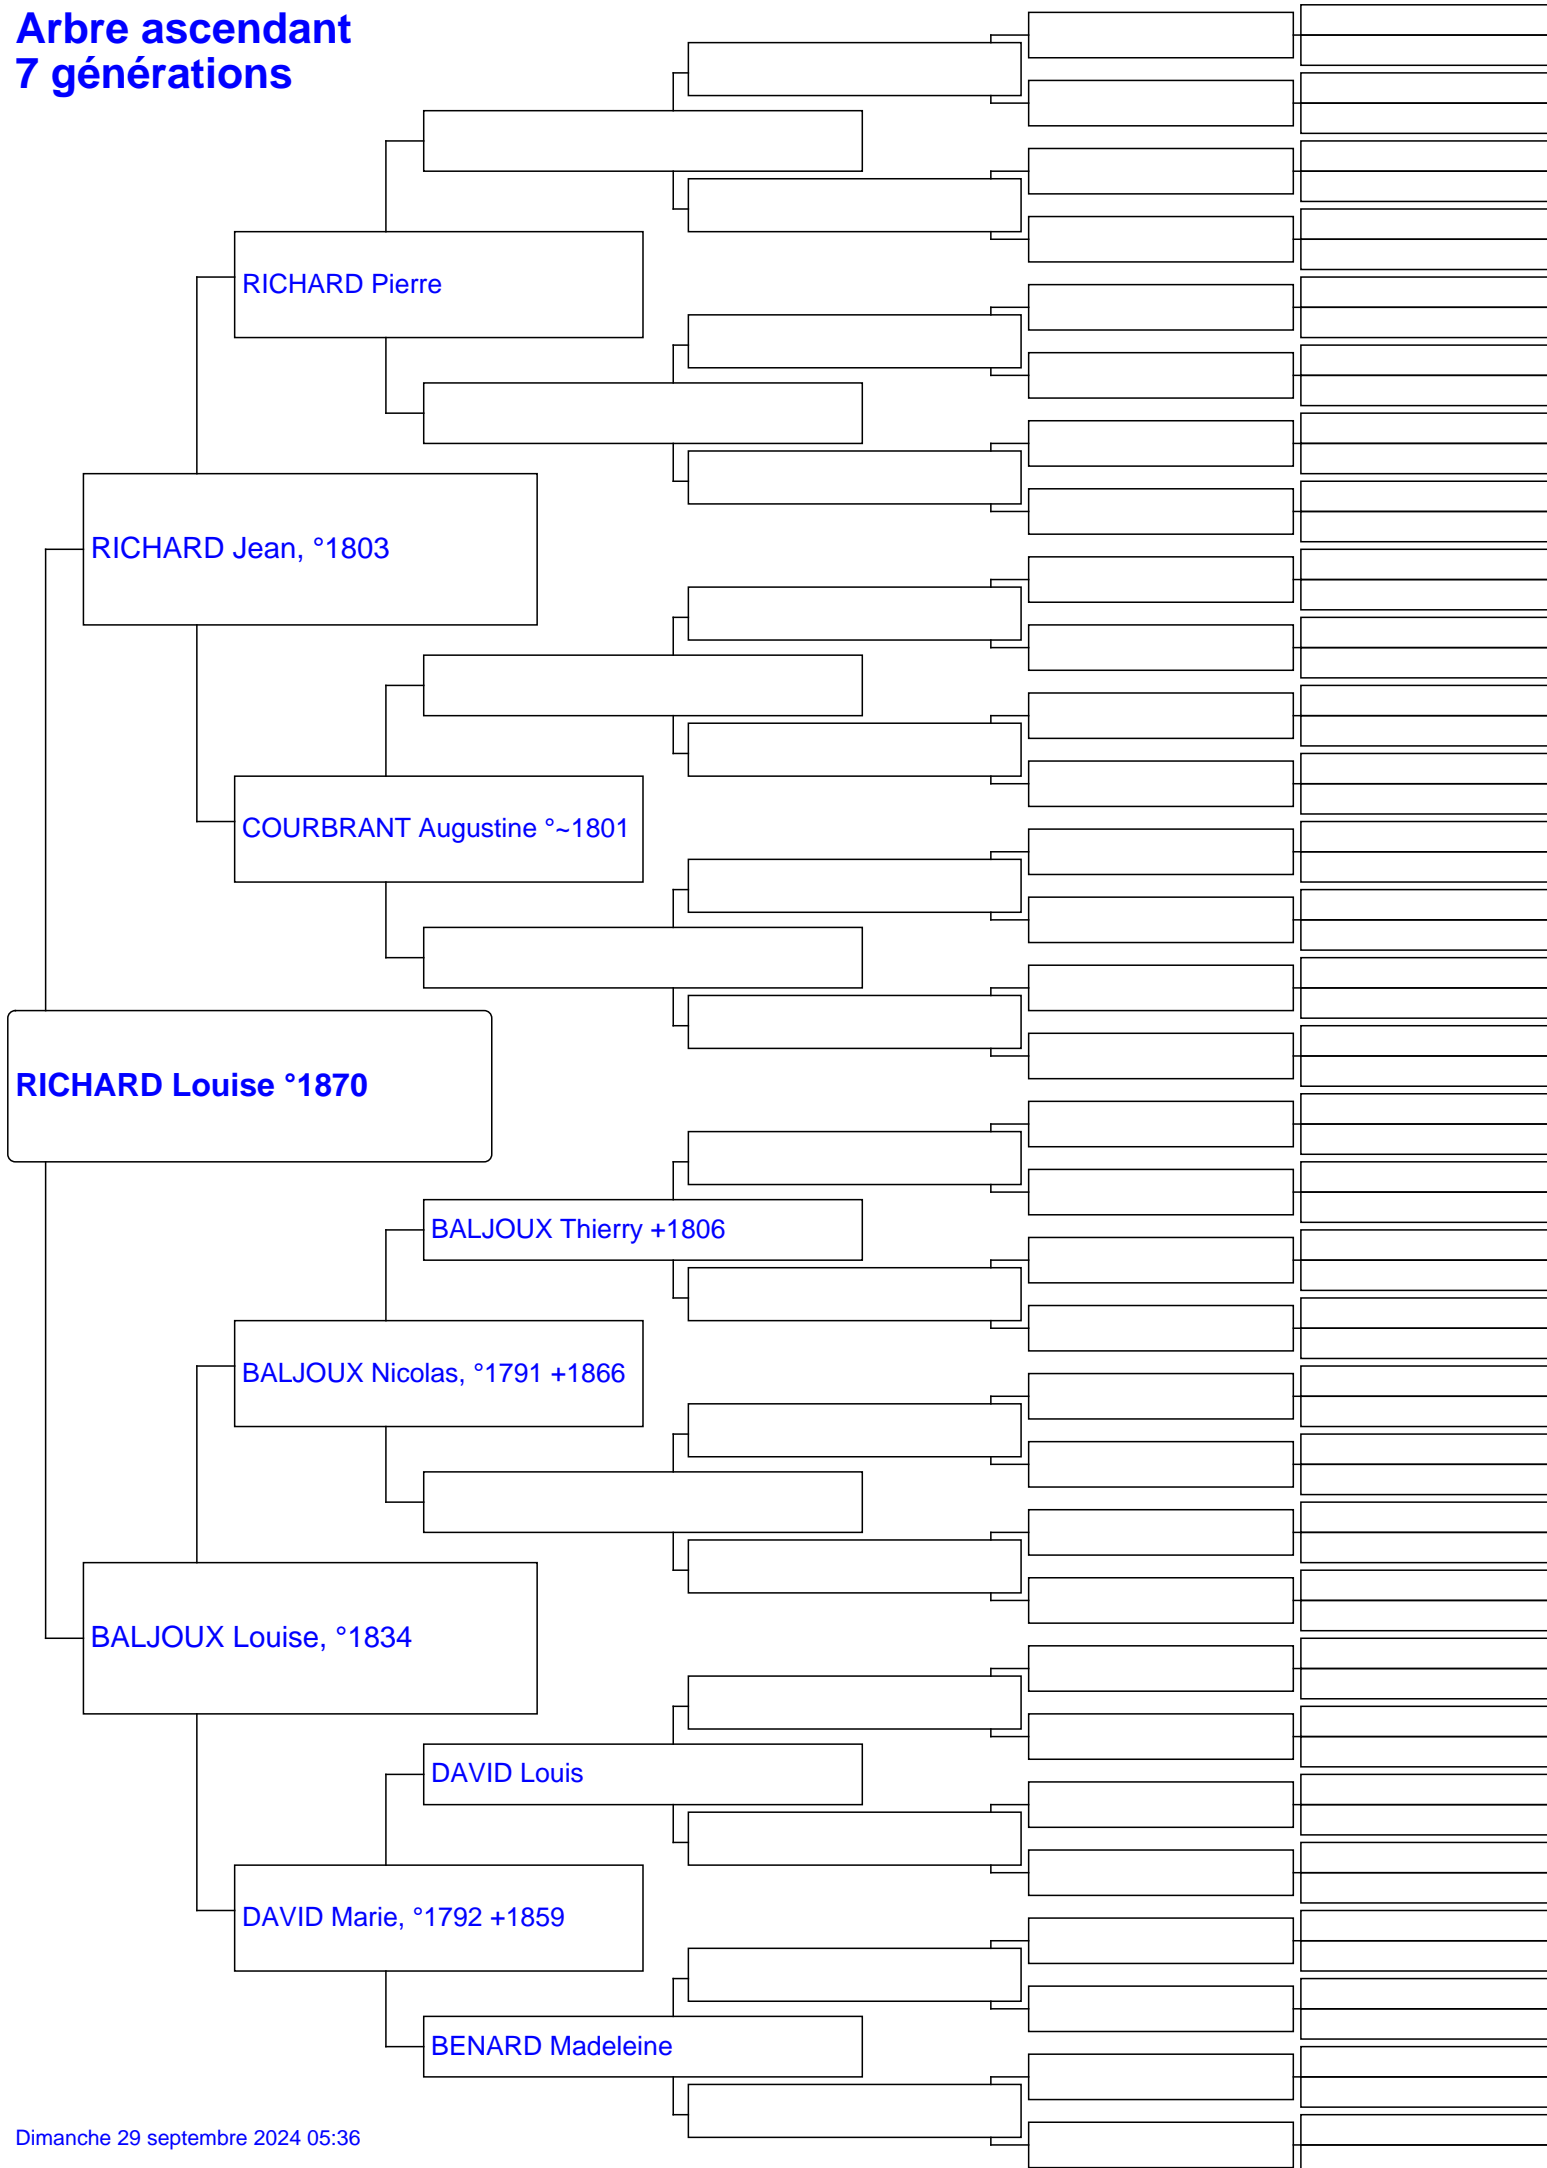 Arbre ascendant
7 générations
RICHARD Pierre
RICHARD Jean, °1803
COURBRANT Augustine °~1801
RICHARD Louise °1870
BALJOUX Thierry +1806
BALJOUX Nicolas, °1791 +1866
BALJOUX Louise, °1834
DAVID Louis
DAVID Marie, °1792 +1859
BENARD Madeleine
Dimanche 29 septembre 2024 05:36